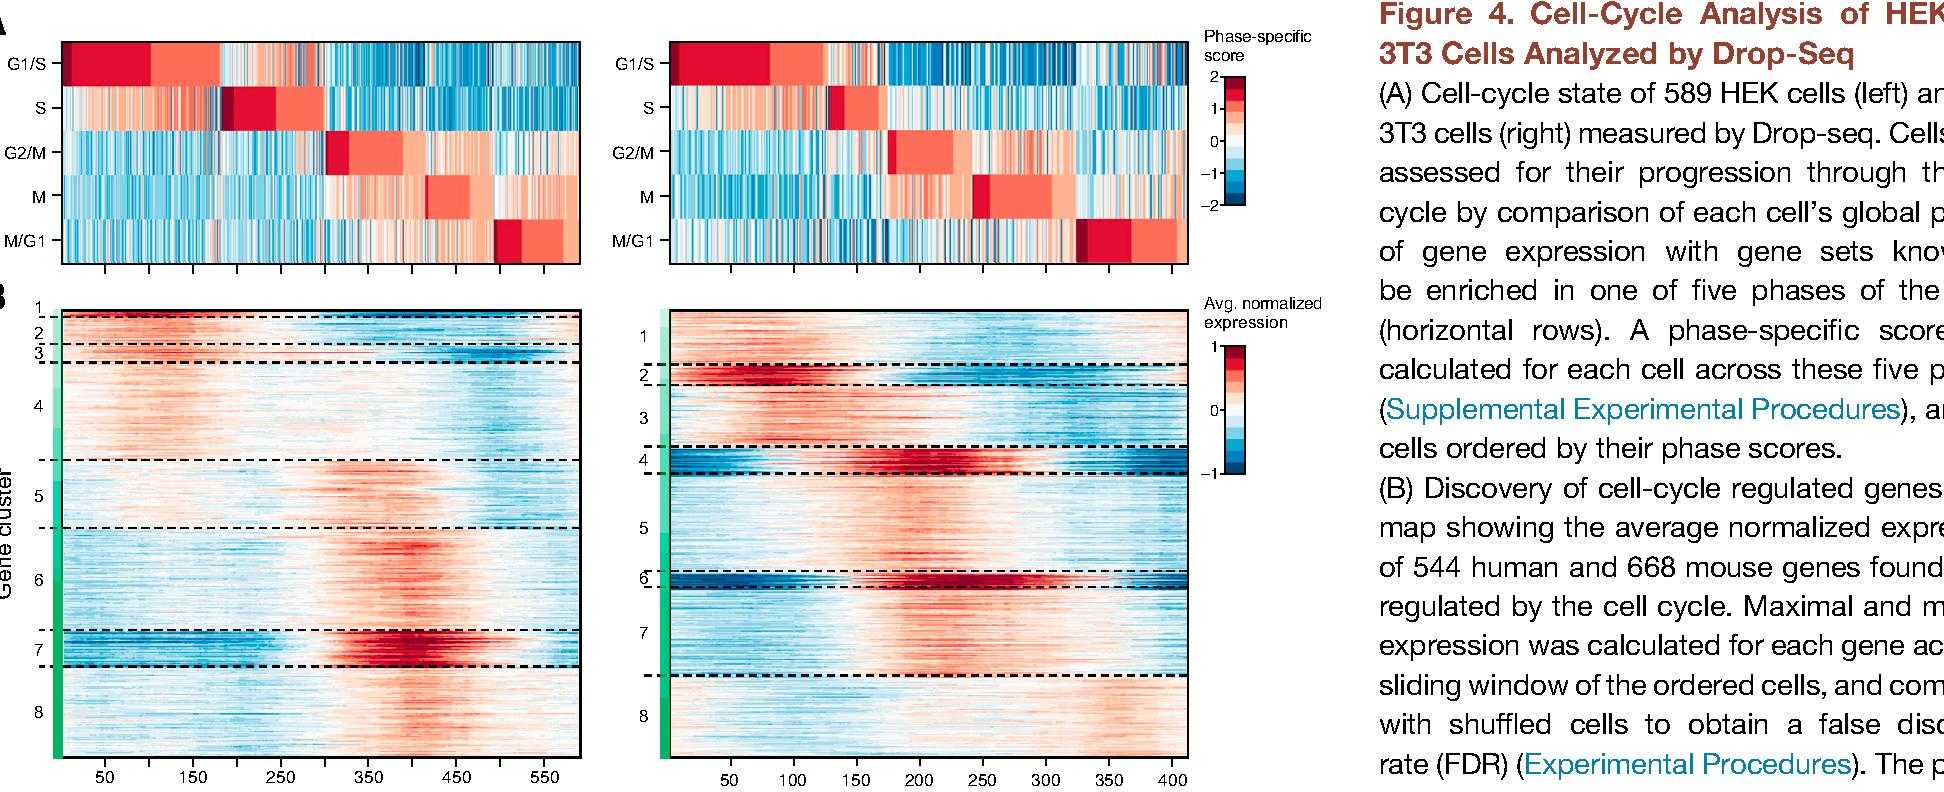 G1/S
S
G2/M
M
M/G1
G1/S
S
G2/M
M
M/G1
Phase-specific
score
2
1
0
−1
−2
Gene cluster
1
2
3
4
5
6
7
8
50 150 250 350 450 550
1
2
3
4
5
6
7
8
50 100 150 200 250 300 350 400
Avg. normalized
expression
1
0
−1
Figure 4. Cell-Cycle Analysis of HEK
3T3 Cells Analyzed by Drop-Seq
(A) Cell-cycle state of 589 HEK cells (left)
3T3 cells (right) measured by Drop-seq. Cells
assessed for their progression through
cycle by comparison of each cell's global
of gene expression with gene sets
be enriched in one of five phases of the
(horizontal rows). A phase-specific score
calculated for each cell across these five
(Supplemental Experimental Procedures),
cells ordered by their phase scores.
(B) Discovery of cell-cycle regulated genes
map showing the average normalized
of 544 human and 668 mouse genes found
regulated by the cell cycle. Maximal and
expression was calculated for each gene
sliding window of the ordered cells, and
with shuffled cells to obtain a false
rate (FDR) (Experimental Procedures). The